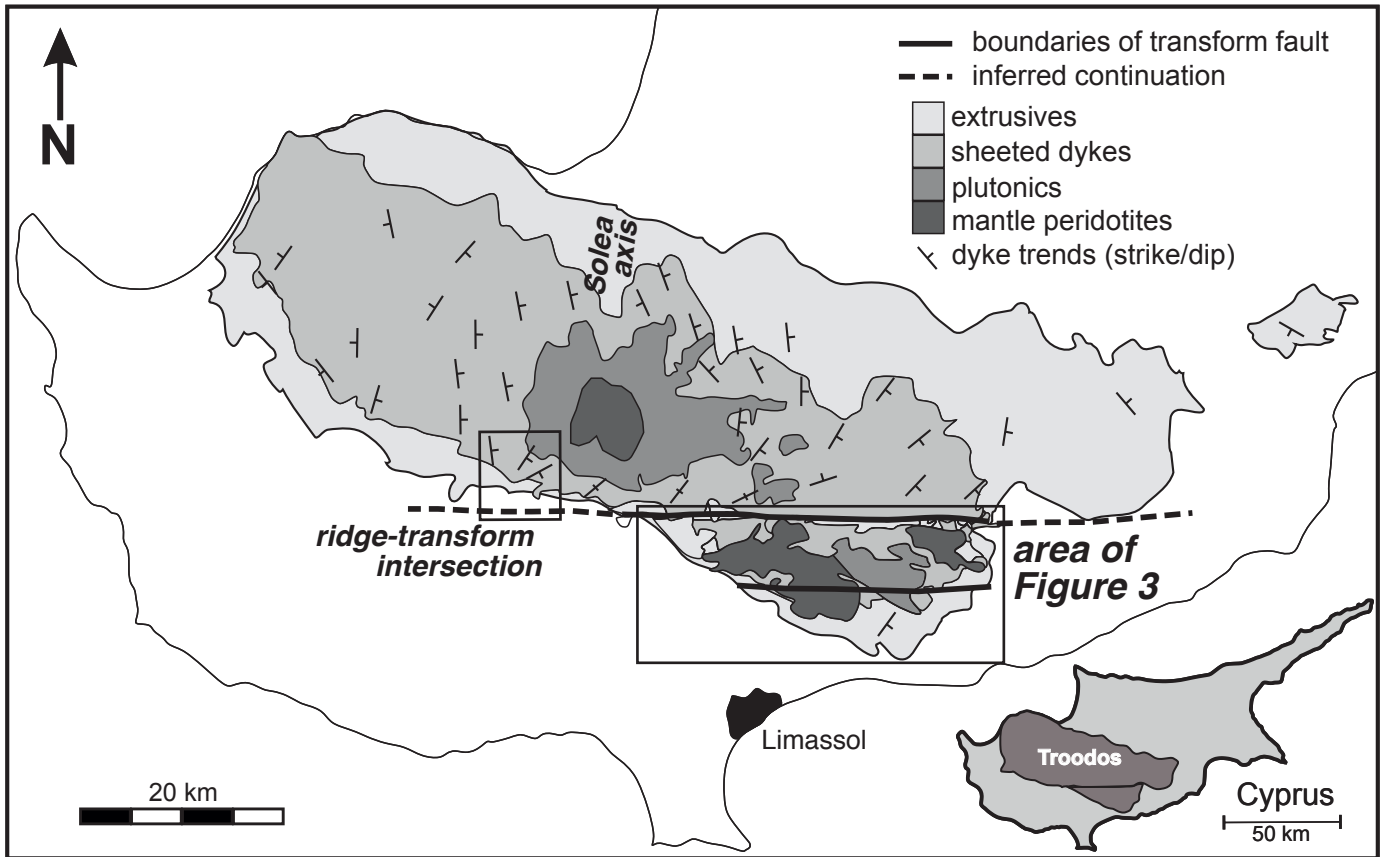 N
boundaries of transform fault
inferred continuation
extrusives
sheeted dykes
plutonics
mantle peridotites
dyke trends (strike/dip)
Solea
axis
ridge-transform
intersection
area of
Figure 3
Limassol
20 km
Troodos
Cyprus
50 km